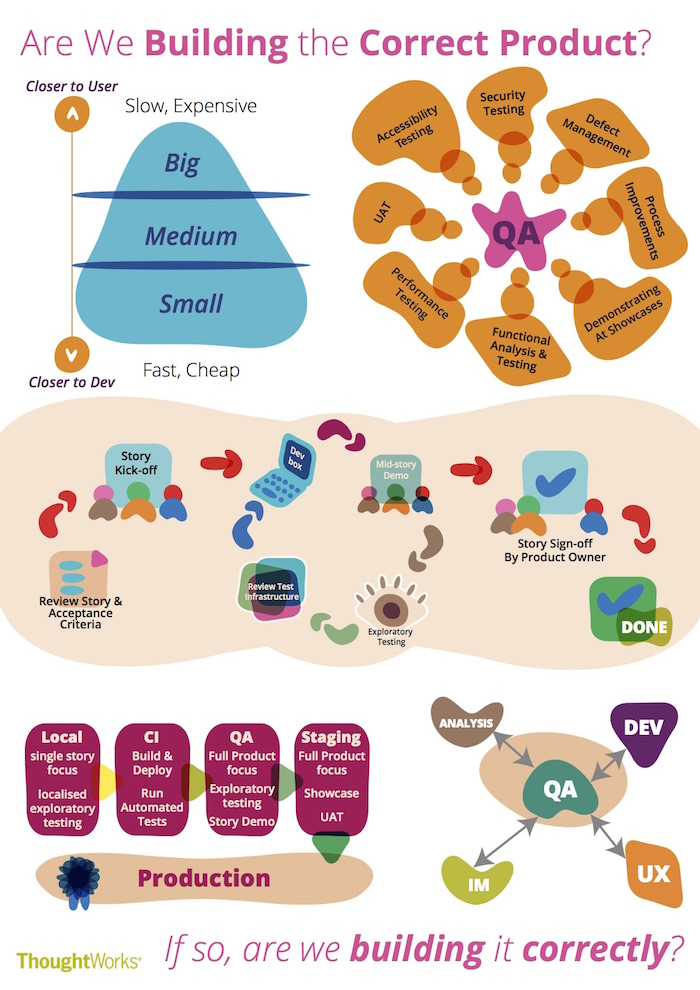 Are We Building the Correct Product?
Closer to User
Slow, Expensive
Big
Medium
Small
Fast, Cheap
Closer to Dev
Accessibility
Testing
Security
Testing
Defect
Management
Process
Improvements
Demonstrating
At Showcases
Functional
Analysis &
Testing
Performance
Testing
UAT
QA
Story
Kick-off
Dev
box
Mid-story
Demo
Story Sign-off
By Product Owner
Review Story &
Acceptance
Criteria
Review Test
Infrastructure
Exploratory
Testing
DONE
Local
single story
focus
localised
exploratory
testing
CI
Build &
Deploy
Run
Automated
Tests
QA
Full Product
focus
Exploratory
testing
Story Demo
Staging
Full Product
focus
Showcase
UAT
Production
ANALYSIS
DEV
QA
IM
UX
ThoughtWorks®
If so, are we building it correctly?